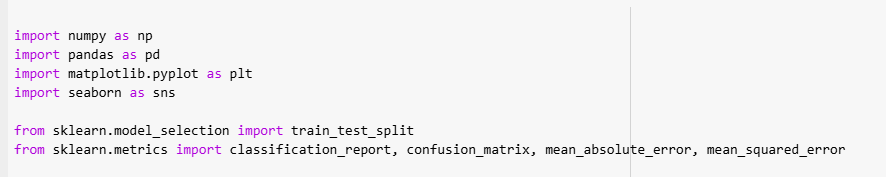 import numpy as np
import pandas as pd
import matplotlib.pyplot as plt
import seaborn as sns
from sklearn.model_selection import train_test_split
from sklearn.metrics import classification_report, confusion_matrix, mean_absolute_error, mean_squared_error